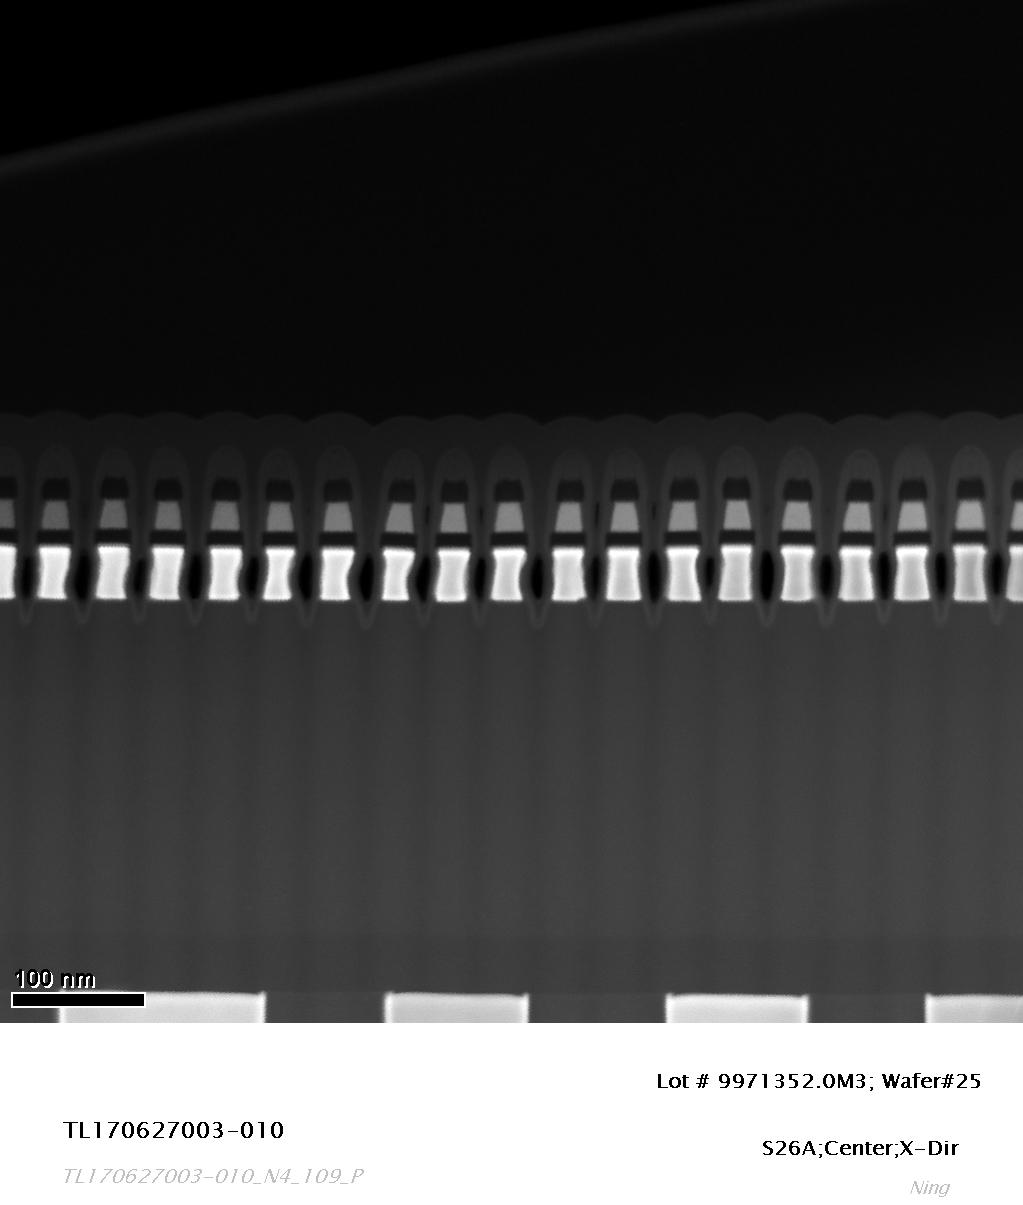 100 nm
Lot # 9971352.0M3; Wafer#25
TL170627003-010
S26A;Center;X-Dir
TL170627003-010_N4_109_P
Ning